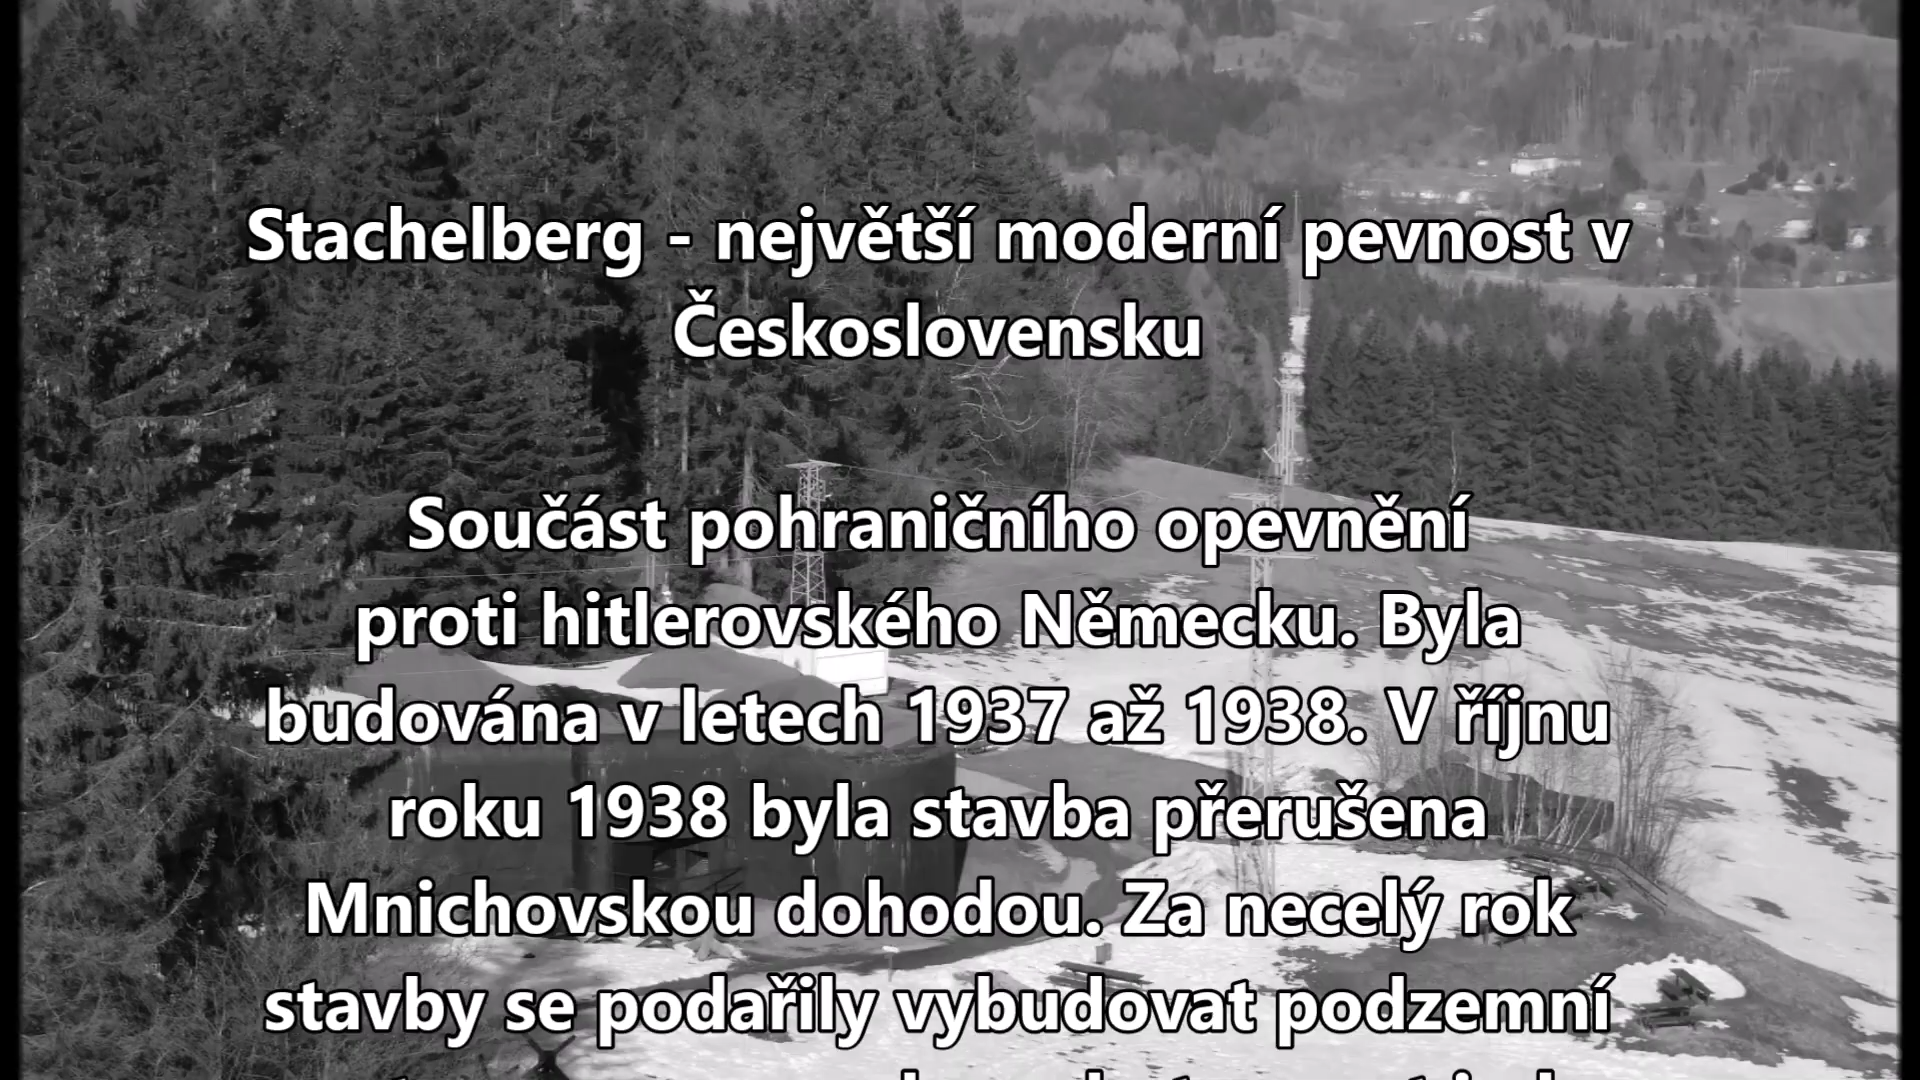 Stachelberg - největší moderní pevnost v
Československu
Součást pohraničního opevnění
proti hitlerovského Německu. Byla
budována v letech 1937 až 1938. V říjnu
roku 1938 byla stavba přerušena
Mnichovskou dohodou. Za necelý rok
stavby se podařily vybudovat podzemní